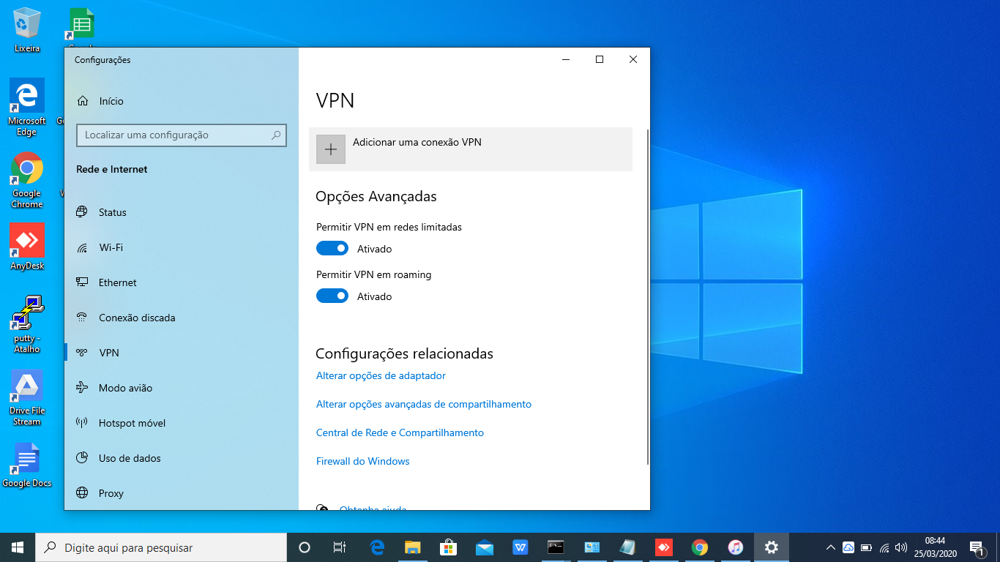 Lixeira
Microsoft
Edge
Google
Chrome
AnyDesk
putty -
Atalho
Drive File
Stream
Google Docs
Configurações
Início
Localizar uma configuração
Rede e Internet
Status
Wi-Fi
Ethernet
Conexão discada
VPN
Modo avião
Hotspot móvel
Uso de dados
Proxy
VPN
Adicionar uma conexão VPN
Opções Avançadas
Permitir VPN em redes limitadas
Ativado
Permitir VPN em roaming
Ativado
Configurações relacionadas
Alterar opções de adaptador
Alterar opções avançadas de compartilhamento
Central de Rede e Compartilhamento
Firewall do Windows
Obtenha ajuda
Digite aqui para pesquisar
08:44
25/03/2020
1